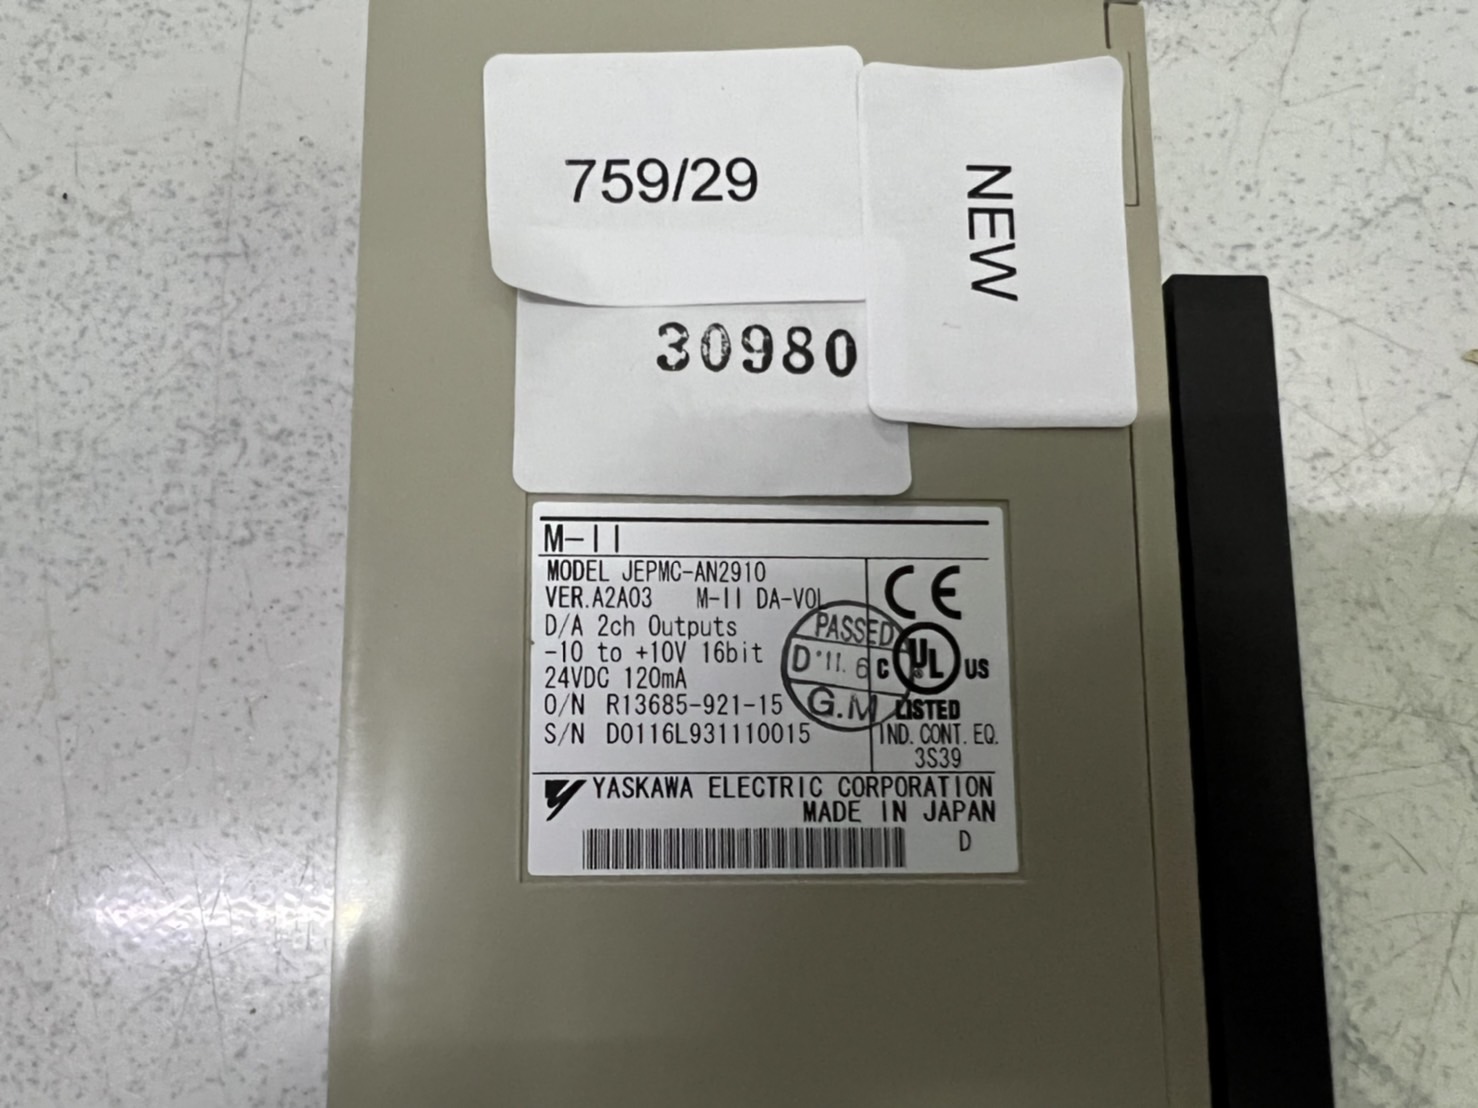 759/29
NEW
30980
M-II
MODEL JEPMC-AN2910
VER.A2A03 M-II DA-VOL
D/A 2ch Outputs
-10 to +10V 16bit
24VDC 120mA
O/N R13685-921-15
S/N D0116L931110015
PASSED
D '11. 6
G.M
CE
C UL US
®
LISTED
IND. CONT. EQ.
3S39
YASKAWA ELECTRIC CORPORATION
MADE IN JAPAN
D